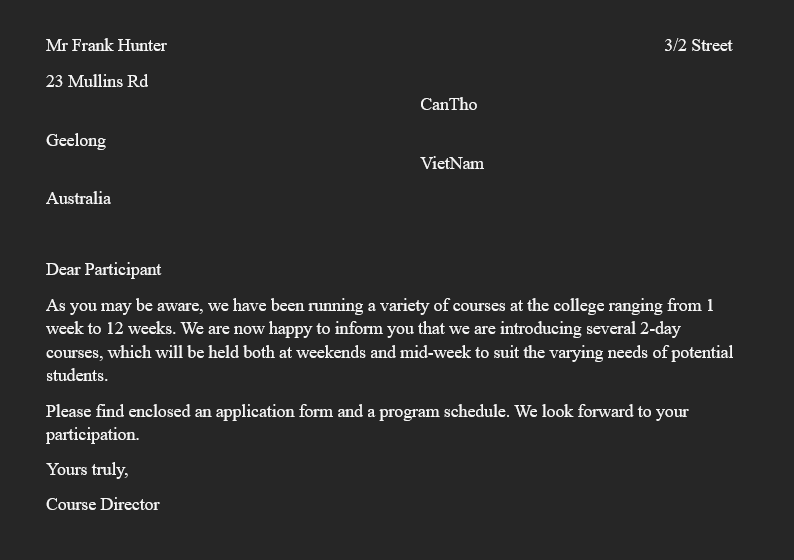 Mr Frank Hunter 3/2 Street
23 Mullins Rd
CanTho
Geelong
VietNam
Australia
Dear Participant
As you may be aware, we have been running a variety of courses at the college ranging from 1
week to 12 weeks. We are now happy to inform you that we are introducing several 2-day
courses, which will be held both at weekends and mid-week to suit the varying needs of potential
students.
Please find enclosed an application form and a program schedule. We look forward to your
participation.
Yours truly,
Course Director